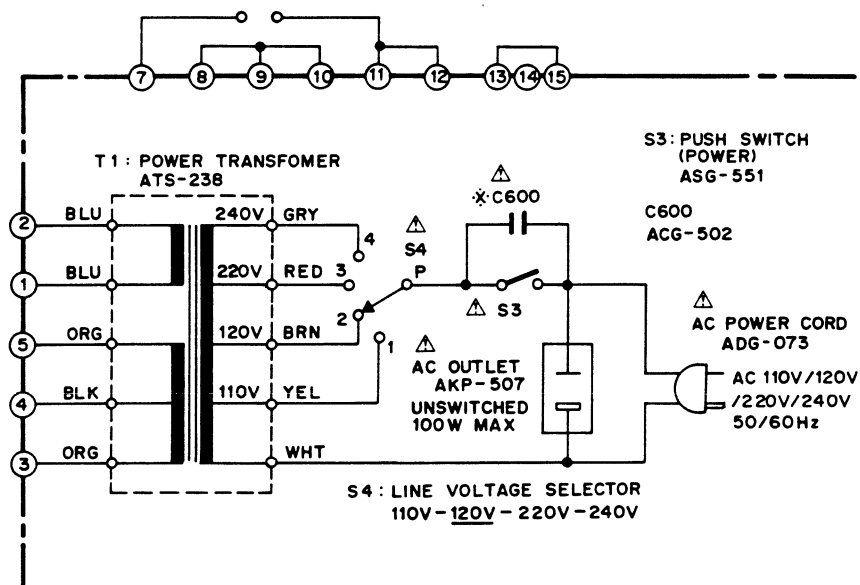 7 8 9 10 11 12 13 14 15
S3: PUSH SWITCH
(POWER)
ASG-551
T1: POWER TRANSFOMER
ATS-238
※C600
C600
ACG-502
2 BLU 240V GRY 4
S4
P
1 BLU 220V RED 3
S3
2
5 ORG 120V BRN
1
AC POWER CORD
ADG-073
AC OUTLET
AKP-507
UNSWITCHED
100W MAX
4 BLK 110V YEL
AC 110V/120V
/220V/240V
50/60Hz
3 ORG WHT
S4: LINE VOLTAGE SELECTOR
110V-120V-220V-240V